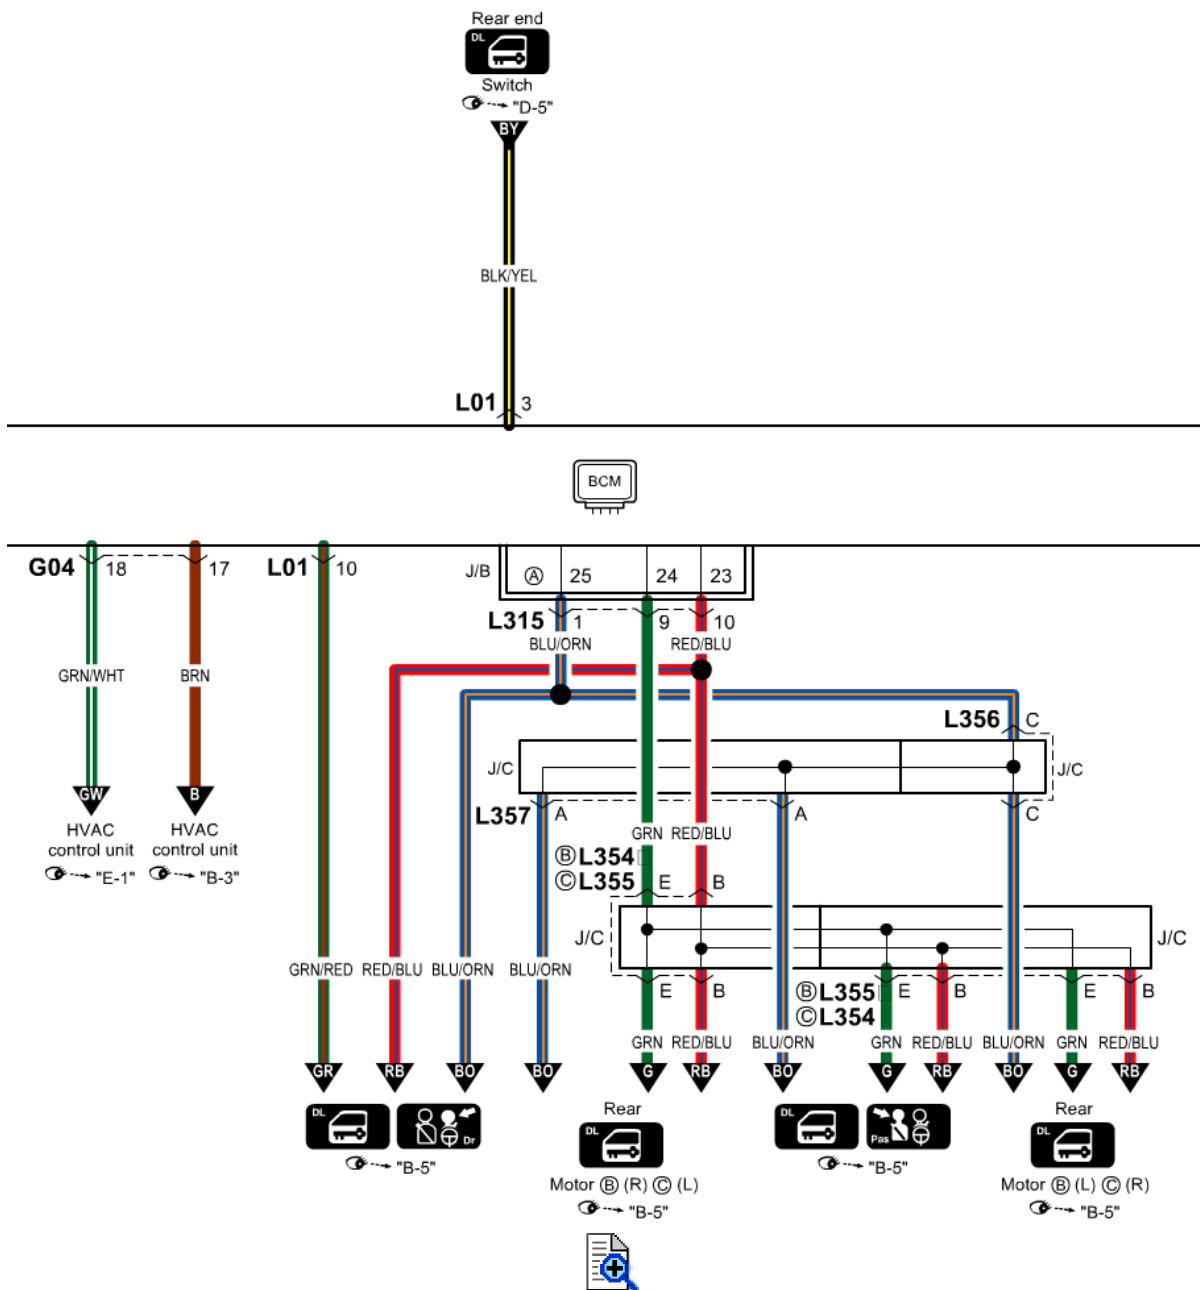 Rear end
DL
Switch
"D-5"
BY
BLK/YEL
L01 3
BCM
G04 18 17 L01 10 J/B Ⓐ 25 24 23
L315 1 9 10
BLU/ORN RED/BLU
GRN/WHT BRN
L356 C
J/C J/C
L357 A A C
GW B
HVAC control unit "E-1"
HVAC control unit "B-3"
GRN RED/BLU
ⒷL354
ⒸL355 E B
J/C J/C
GRN/RED RED/BLU BLU/ORN BLU/ORN
E B ⒷL355 E B E B
ⒸL354
GRN RED/BLU BLU/ORN GRN RED/BLU BLU/ORN GRN RED/BLU
GR RB BO BO G RB BO G RB BO G RB
DL Dr
"B-5"
Rear
DL
Motor Ⓑ (R) Ⓒ (L)
"B-5"
DL Pas
"B-5"
Rear
DL
Motor Ⓑ (L) Ⓒ (R)
"B-5"